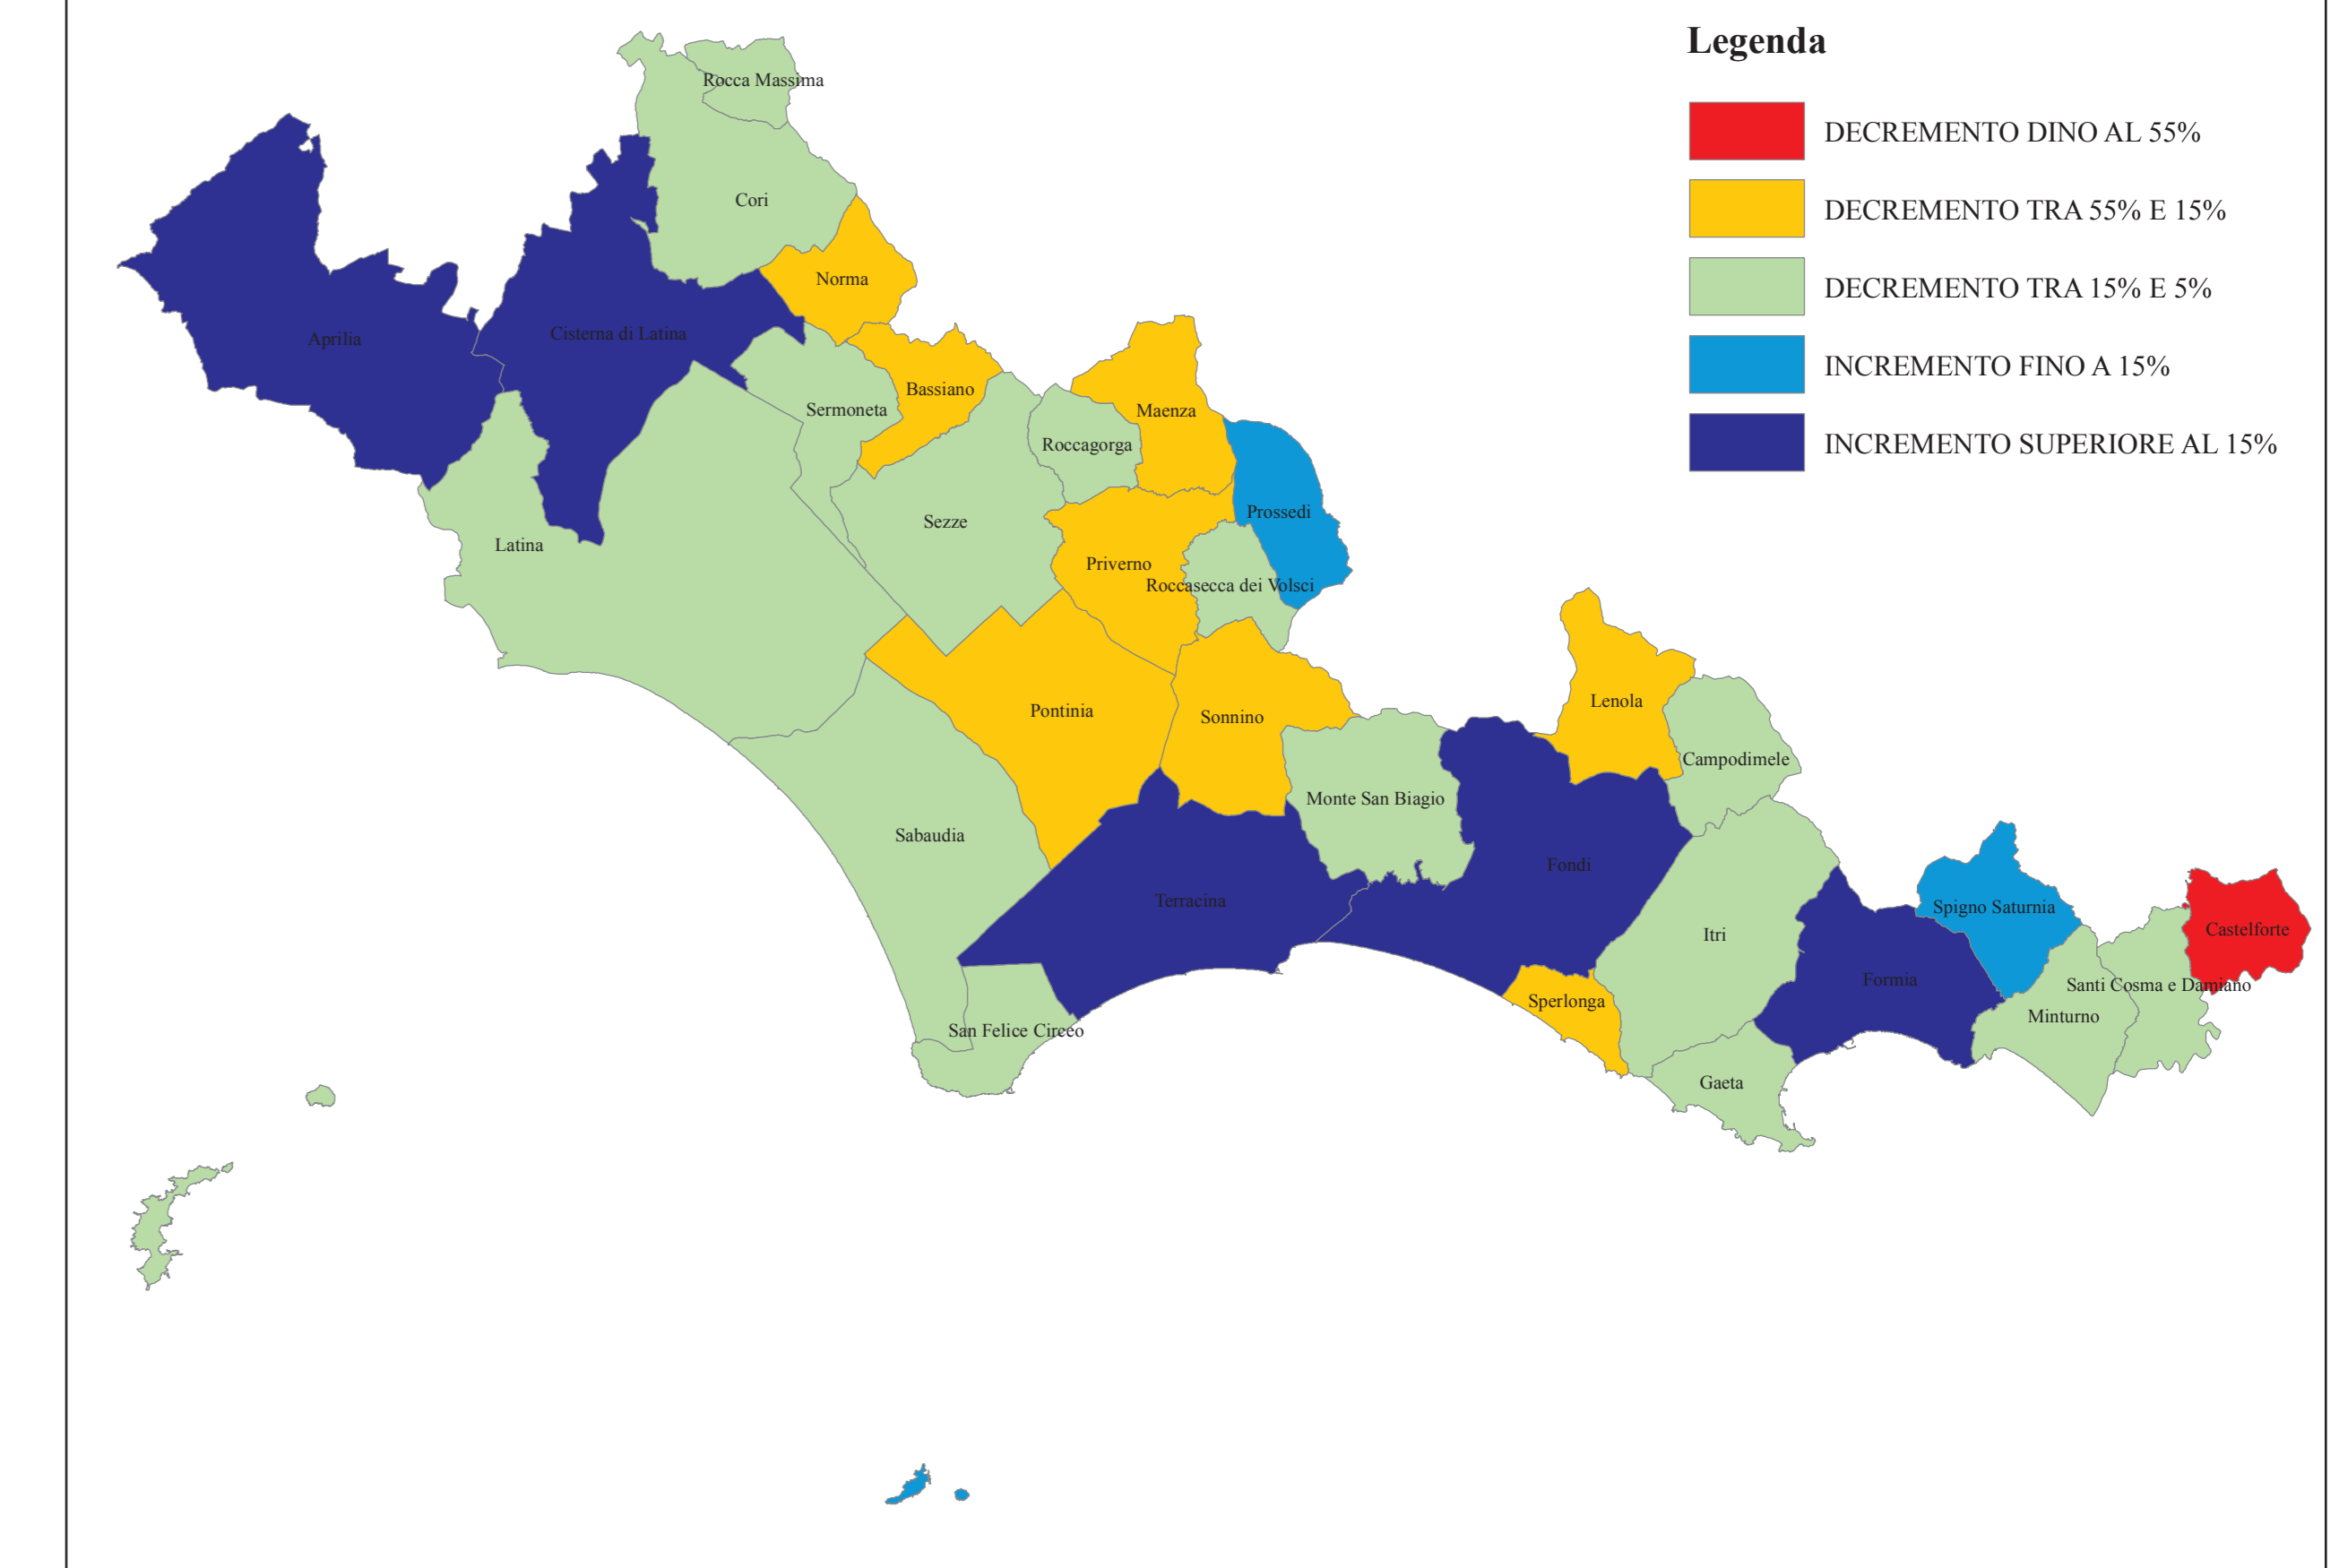 Legenda
DECREMENTO DINO AL 55%
DECREMENTO TRA 55% E 15%
DECREMENTO TRA 15% E 5%
INCREMENTO FINO A 15%
INCREMENTO SUPERIORE AL 15%
Rocca Massima
Cori
Norma
Aprilia
Cisterna di Latina
Bassiano
Sermoneta
Maenza
Roccagorga
Prossedi
Sezze
Latina
Priverno
Roccasecca dei Volsci
Lenola
Pontinia
Sonnino
Campodimele
Monte San Biagio
Sabaudia
Fondi
Terracina
Spigno Saturnia
Castelforte
Itri
Formia
Santi Cosma e Damiano
Sperlonga
Minturno
San Felice Circeo
Gaeta